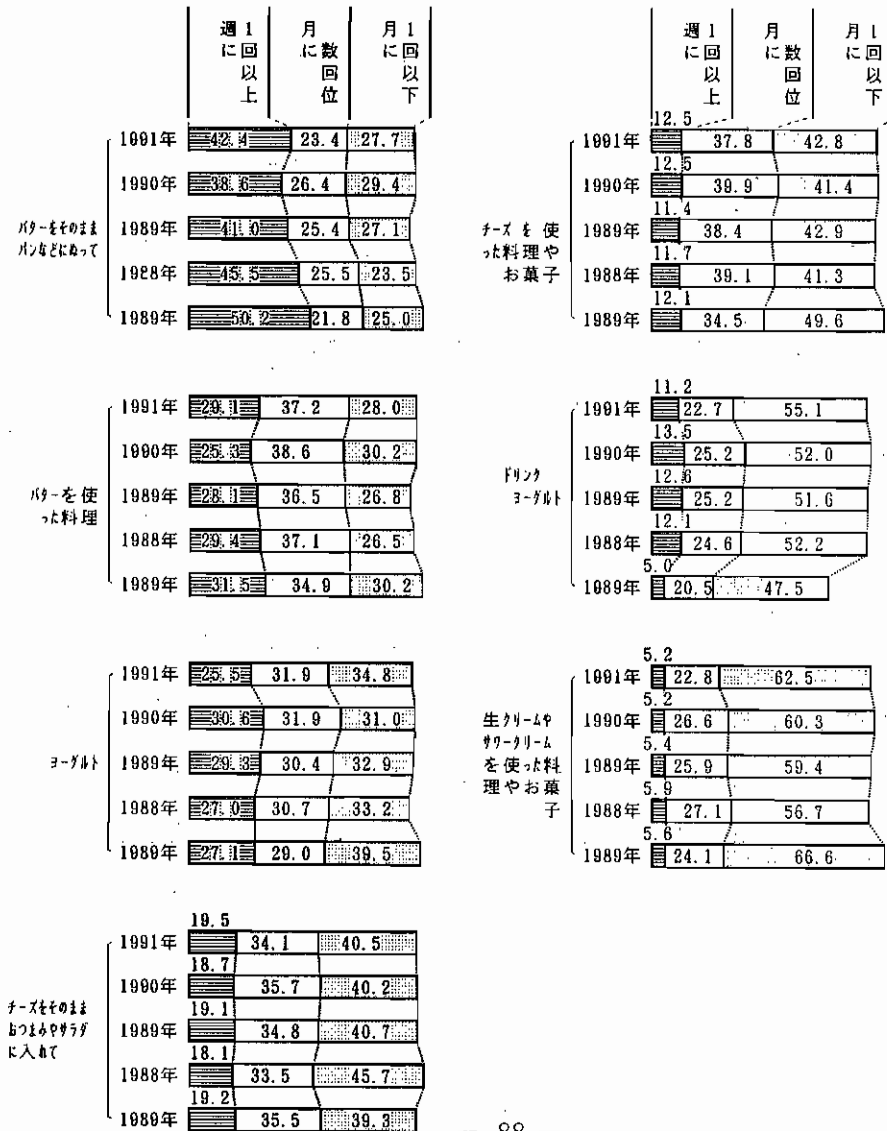 週に1回以上
月に数回位
月に1回以下
バターをそのまま
パンなどにぬって
1991年 42.4 23.4 27.7
1990年 38.6 26.4 29.4
1989年 41.0 25.4 27.1
1988年 45.5 25.5 23.5
1989年 50.2 21.8 25.0
バターを使
った料理
1991年 29.1 37.2 28.0
1990年 25.3 38.6 30.2
1989年 28.1 36.5 26.8
1988年 29.4 37.1 26.5
1989年 31.5 34.9 30.2
ヨーグルト
1991年 25.5 31.9 34.8
1990年 30.6 31.9 31.0
1989年 29.3 30.4 32.9
1988年 27.0 30.7 33.2
1989年 27.1 29.0 39.5
チーズをそのまま
おつまみやサラダ
に入れて
1991年 19.5 34.1 40.5
1990年 18.7 35.7 40.2
1989年 19.1 34.8 40.7
1988年 18.1 33.5 45.7
1989年 19.2 35.5 39.3
週に1回以上
月に数回位
月に1回以下
チーズを使
った料理や
お菓子
1991年 12.5 37.8 42.8
1990年 12.5 39.9 41.4
1989年 11.4 38.4 42.9
1988年 11.7 39.1 41.3
1989年 12.1 34.5 49.6
ドリンク
ヨーグルト
1991年 11.2 22.7 55.1
1990年 13.5 25.2 52.0
1989年 12.6 25.2 51.6
1988年 12.1 24.6 52.2
1989年 5.0 20.5 47.5
生クリームや
サワークリーム
を使った料
理やお菓
子
1991年 5.2 22.8 62.5
1990年 5.2 26.6 60.3
1989年 5.4 25.9 59.4
1988年 5.9 27.1 56.7
1989年 5.6 24.1 66.6